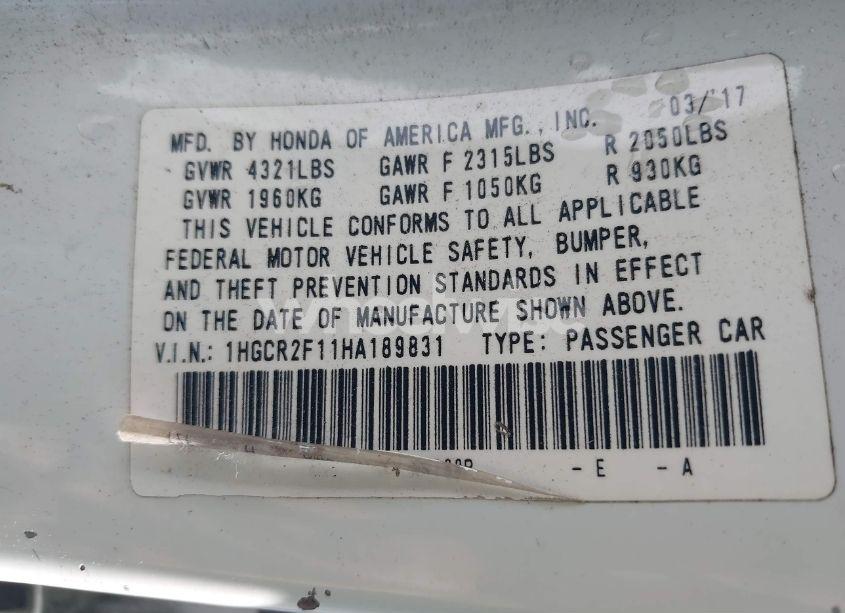 03/'17
MFD. BY HONDA OF AMERICA MFG., INC.
GVWR 4321LBS GAWR F 2315LBS R 2050LBS
GVWR 1960KG GAWR F 1050KG R 930KG
THIS VEHICLE CONFORMS TO ALL APPLICABLE
FEDERAL MOTOR VEHICLE SAFETY, BUMPER,
AND THEFT PREVENTION STANDARDS IN EFFECT
ON THE DATE OF MANUFACTURE SHOWN ABOVE.
V.I.N.: 1HGCR2F11HA189831 TYPE: PASSENGER CAR
-E -A